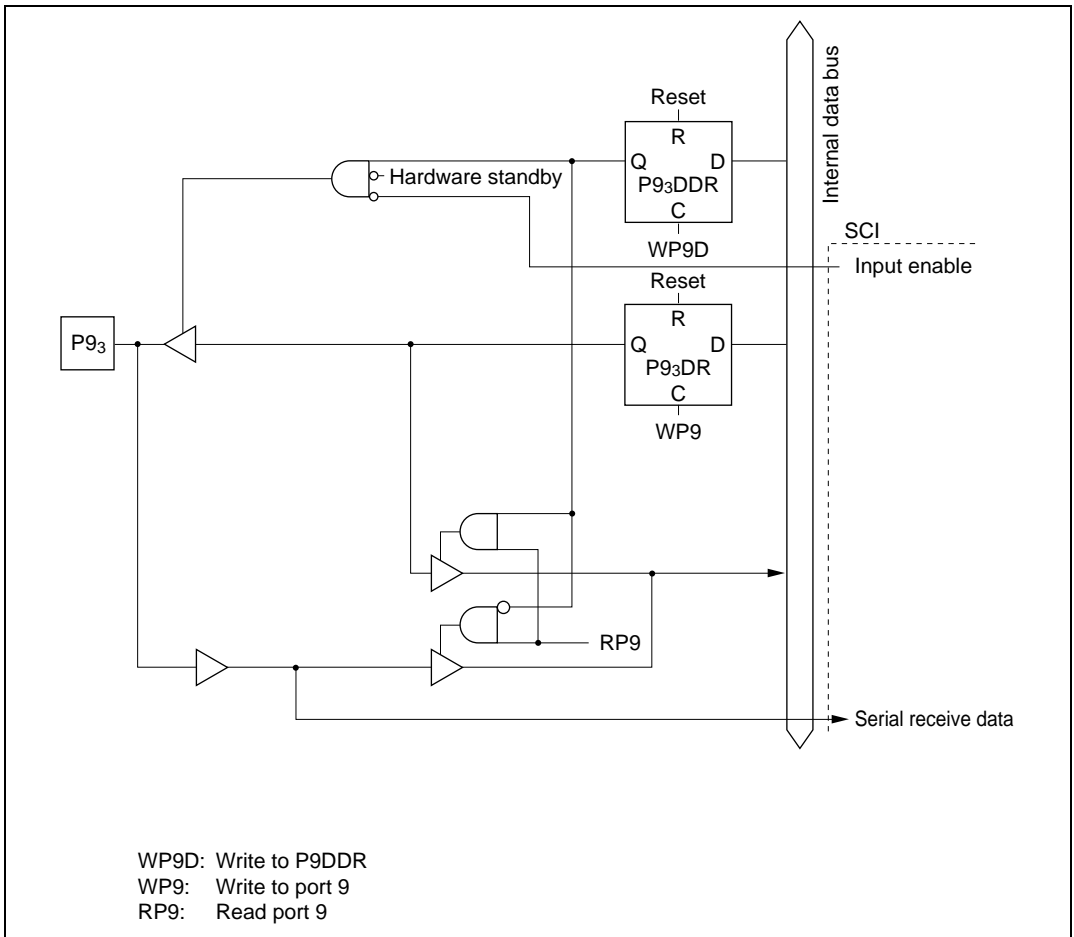 Reset
R
Q D
P9₃DDR
C
WP9D
Hardware standby
Internal data bus
SCI
Input enable
Reset
R
Q D
P9₃DR
C
WP9
P9₃
RP9
Serial receive data
WP9D: Write to P9DDR
WP9: Write to port 9
RP9: Read port 9